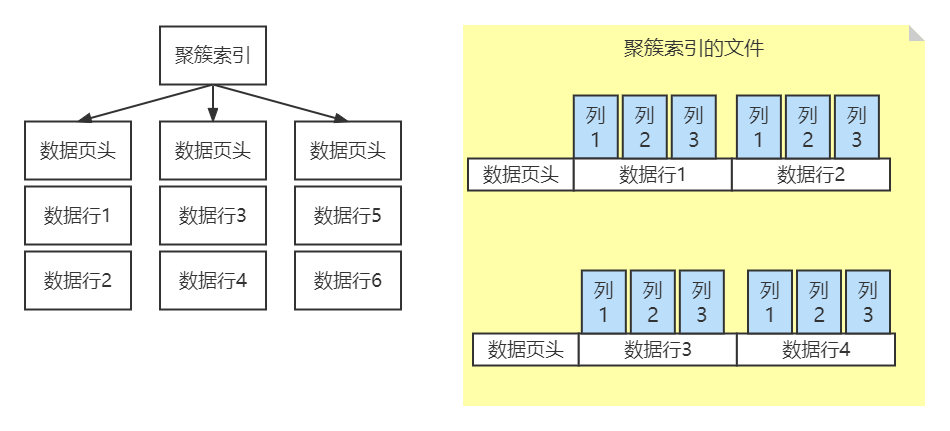 聚簇索引
数据页头
数据页头
数据页头
数据行1
数据行3
数据行5
数据行2
数据行4
数据行6
聚簇索引的文件
列
1
列
2
列
3
列
1
列
2
列
3
数据页头
数据行1
数据行2
列
1
列
2
列
3
列
1
列
2
列
3
数据页头
数据行3
数据行4